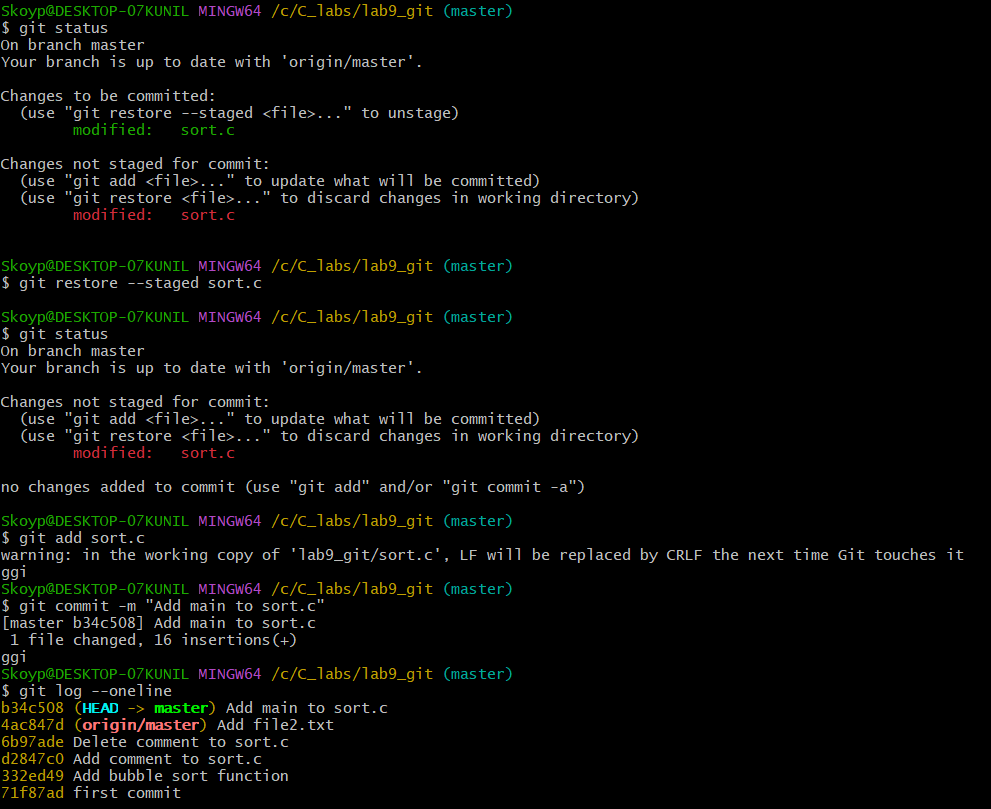 Skoyp@DESKTOP-O7KUNIL MINGW64 /c/C_labs/lab9_git (master)
$ git status
On branch master
Your branch is up to date with 'origin/master'.
Changes to be committed:
  (use "git restore --staged <file>..." to unstage)
        modified:   sort.c
Changes not staged for commit:
  (use "git add <file>..." to update what will be committed)
  (use "git restore <file>..." to discard changes in working directory)
        modified:   sort.c
Skoyp@DESKTOP-O7KUNIL MINGW64 /c/C_labs/lab9_git (master)
$ git restore --staged sort.c
Skoyp@DESKTOP-O7KUNIL MINGW64 /c/C_labs/lab9_git (master)
$ git status
On branch master
Your branch is up to date with 'origin/master'.
Changes not staged for commit:
  (use "git add <file>..." to update what will be committed)
  (use "git restore <file>..." to discard changes in working directory)
        modified:   sort.c
no changes added to commit (use "git add" and/or "git commit -a")
Skoyp@DESKTOP-O7KUNIL MINGW64 /c/C_labs/lab9_git (master)
$ git add sort.c
warning: in the working copy of 'lab9_git/sort.c', LF will be replaced by CRLF the next time Git touches it
ggi
Skoyp@DESKTOP-O7KUNIL MINGW64 /c/C_labs/lab9_git (master)
$ git commit -m "Add main to sort.c"
[master b34c508] Add main to sort.c
 1 file changed, 16 insertions(+)
ggi
Skoyp@DESKTOP-O7KUNIL MINGW64 /c/C_labs/lab9_git (master)
$ git log --oneline
b34c508 (HEAD -> master) Add main to sort.c
4ac847d (origin/master) Add file2.txt
6b97ade Delete comment to sort.c
d2847c0 Add comment to sort.c
332ed49 Add bubble sort function
71f87ad first commit